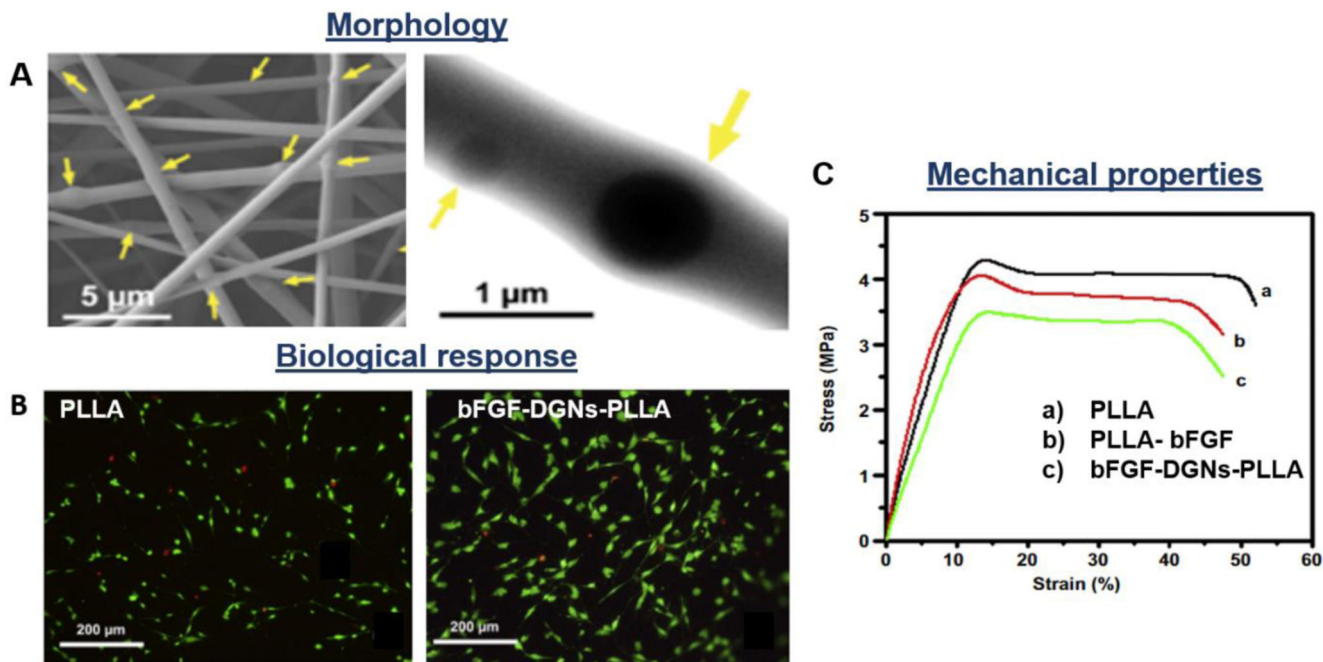 Morphology
A
5 µm
1 µm
Biological response
B
PLLA
bFGF-DGNs-PLLA
200 µm
200 µm
C
Mechanical properties
5
4
3
2
1
0
Stress (MPa)
a
b
c
a) PLLA
b) PLLA- bFGF
c) bFGF-DGNs-PLLA
0 10 20 30 40 50 60
Strain (%)